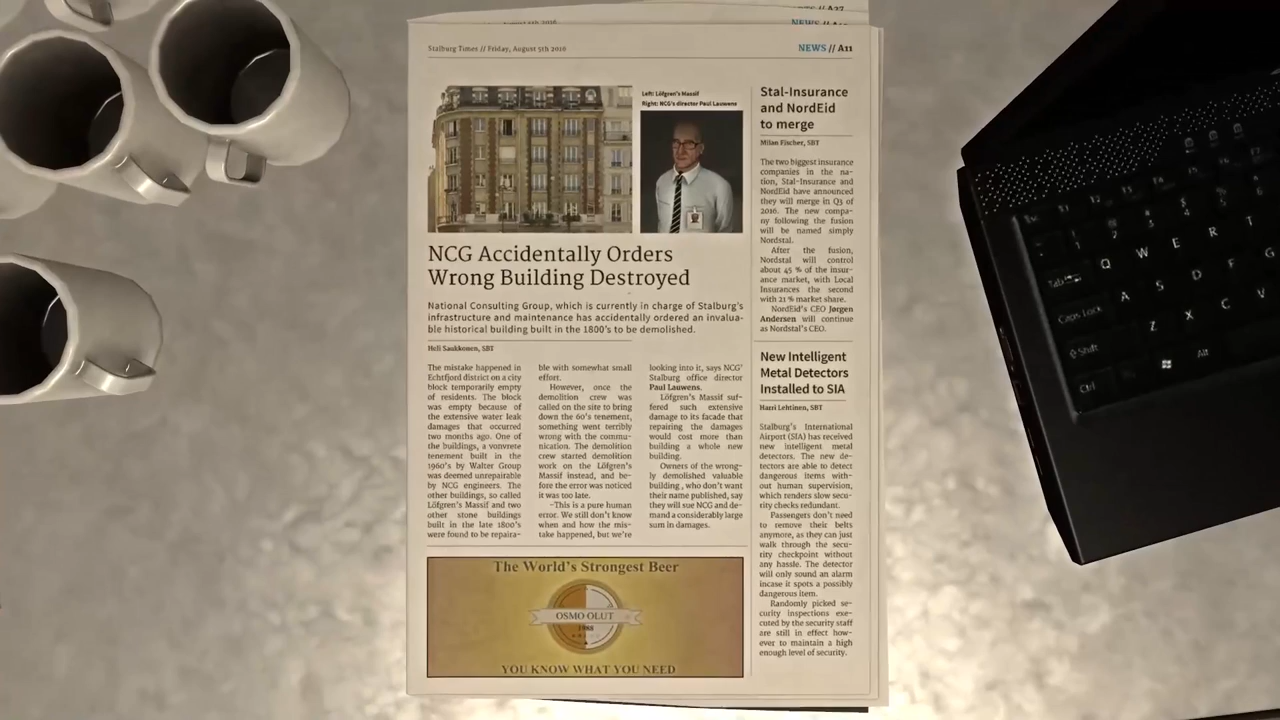 NEWS // A11
Stalburg Times // Friday, August 5th 2016
Left: Löfgren's Massif
Right: NCG's director Paul Lauwens
NCG Accidentally Orders
Wrong Building Destroyed
National Consulting Group, which is currently in charge of Stalburg's
infrastructure and maintenance has accidentally ordered an invalua-
ble historical building built in the 1800's to be demolished.
Heli Saukkonen, SBT
The mistake happened in
Echtfjord district on a city
block temporarily empty
of residents. The block
was empty because of
the extensive water leak
damages that occurred
two months ago. One of
the buildings, a vonvrete
tenement built in the
1960's by Walter Group
was deemed unrepairable
by NCG engineers. The
other buildings, so called
Löfgren's Massif and two
other stone buildings
built in the late 1800's
were found to be repaira-
ble with somewhat small
effort.
However, once the
demolition crew was
called on the site to bring
down the 60's tenement,
something went terribly
wrong with the commu-
nication. The demolition
crew started demolition
work on the Löfgren's
Massif instead, and be-
fore the error was noticed
it was too late.
–This is a pure human
error. We still don't know
when and how the mis-
take happened, but we're
looking into it, says NCG'
Stalburg office director
Paul Lauwens.
Löfgren's Massif suf-
fered such extensive
damage to its facade that
repairing the damages
would cost more than
building a whole new
building.
Owners of the wrong-
ly demolished valuable
building , who don't want
their name published, say
they will sue NCG and de-
mand a considerably large
sum in damages.
Stal-Insurance
and NordEid
to merge
Milan Fischer, SBT
The two biggest insurance
companies in the na-
tion, Stal-Insurance and
NordEid have announced
they will merge in Q3 of
2016. The new compa-
ny following the fusion
will be named simply
Nordstal.
After the fusion,
Nordstal will control
about 45 % of the insur-
ance market, with Local
Insurances the second
with 21 % market share.
NordEid's CEO Jørgen
Andersen will continue
as Nordstal's CEO.
New Intelligent
Metal Detectors
Installed to SIA
Harri Lehtinen, SBT
Stalburg's International
Airport (SIA) has received
new intelligent metal
detectors. The new de-
tectors are able to detect
dangerous items with-
out human supervision,
which renders slow secu-
rity checks redundant.
Passengers don't need
to remove their belts
anymore, as they can just
walk through the secu-
rity checkpoint without
any hassle. The detector
will only sound an alarm
incase it spots a possibly
dangerous item.
Randomly picked se-
curity inspections exe-
cuted by the security staff
are still in effect how-
ever to maintain a high
enough level of security.
The World's Strongest Beer
OSMO OLUT
1988
YOU KNOW WHAT YOU NEED
Q W E R T
Tab
A S D F G
Caps Lock
Z X C V
Shift
Ctrl
Alt